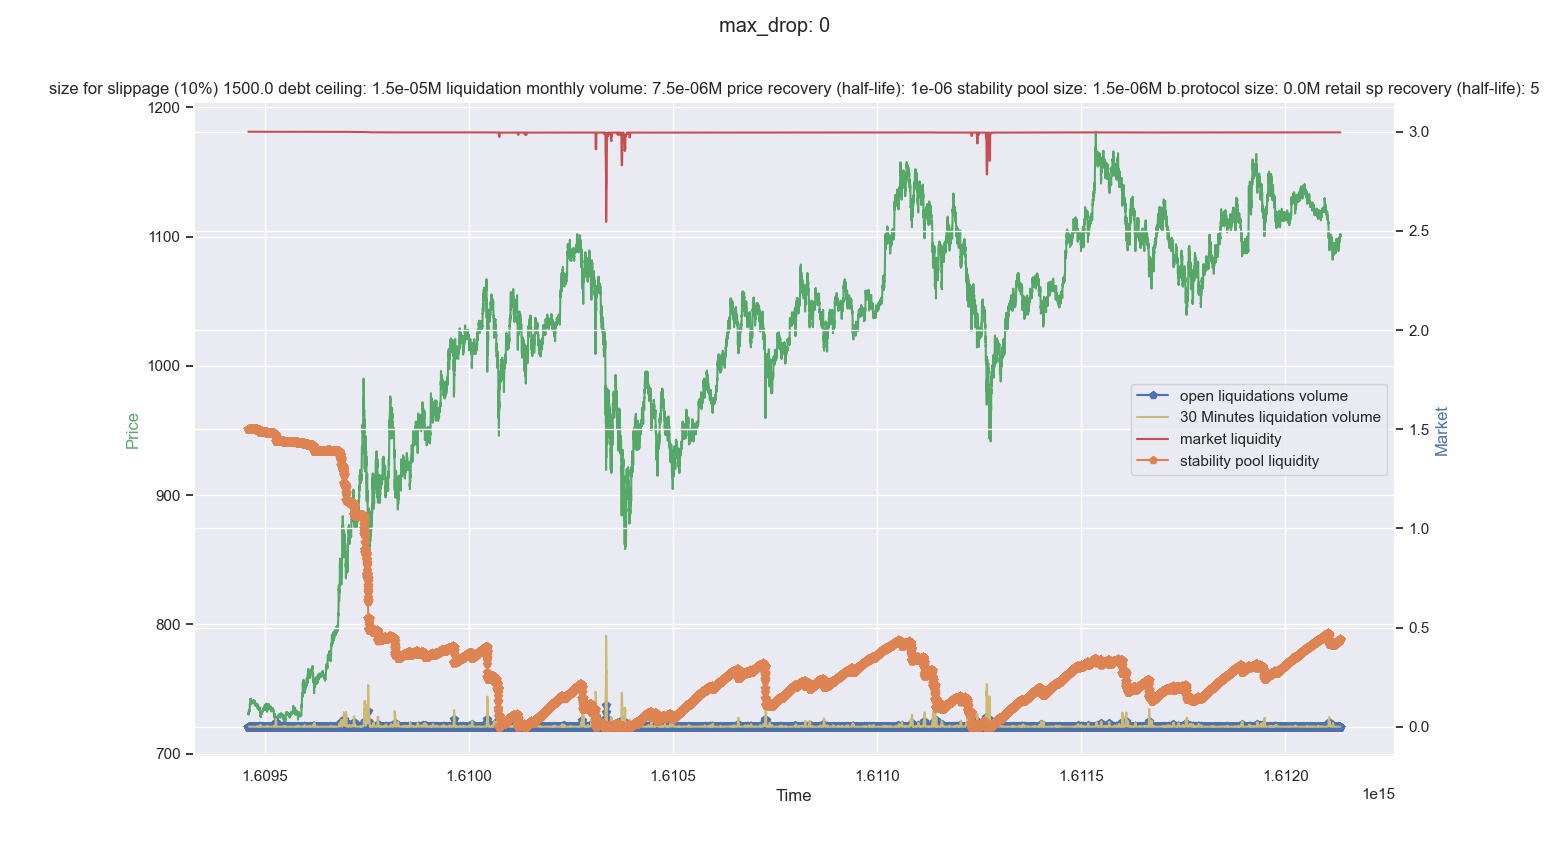 max_drop: 0
size for slippage (10%) 1500.0 debt ceiling: 1.5e-05M liquidation monthly volume: 7.5e-06M price recovery (half-life): 1e-06 stability pool size: 1.5e-06M b.protocol size: 0.0M retail sp recovery (half-life): 5
1200
1100
1000
900
800
700
Price
3.0
2.5
2.0
1.5
1.0
0.5
0.0
Market
open liquidations volume
30 Minutes liquidation volume
market liquidity
stability pool liquidity
1.6095
1.6100
1.6105
1.6110
1.6115
1.6120
1e15
Time